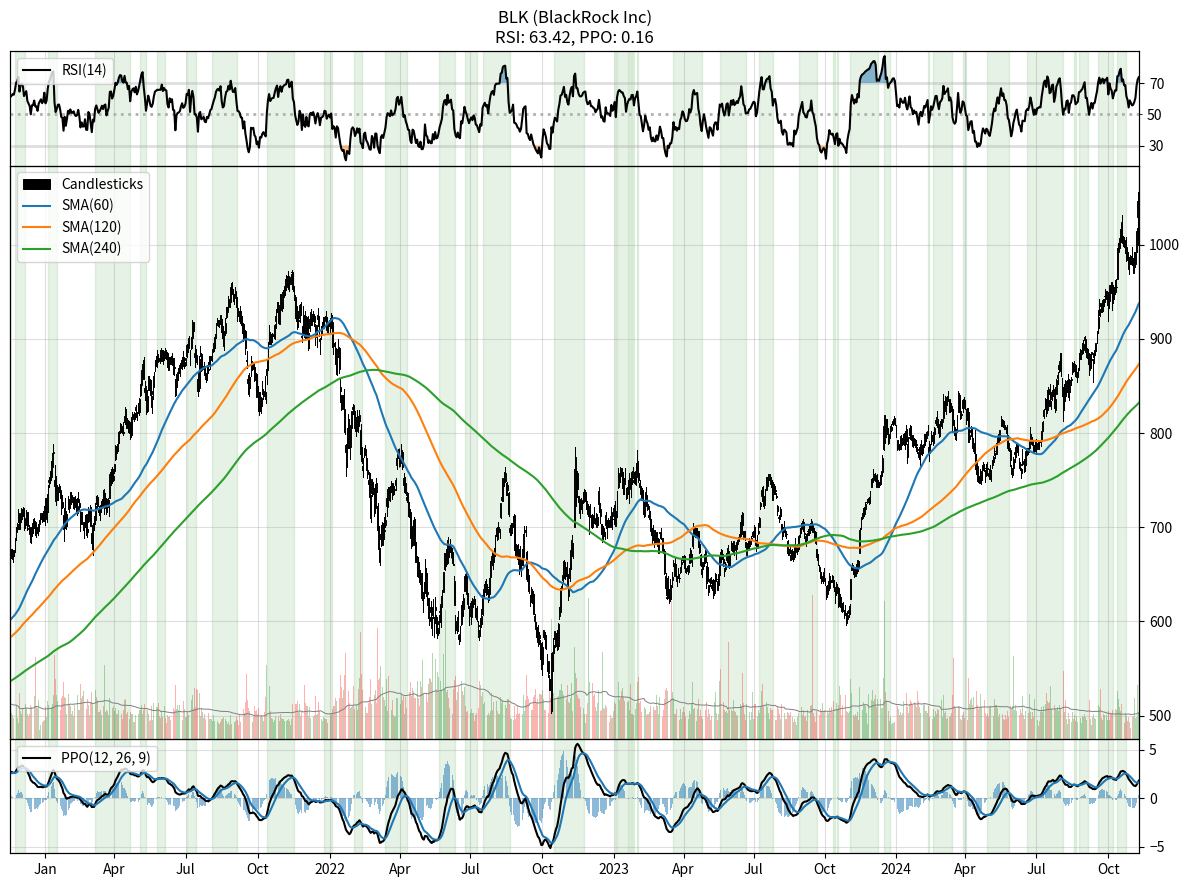 BLK (BlackRock Inc)
RSI: 63.42, PPO: 0.16
RSI(14)
70
50
30
Candlesticks
SMA(60)
SMA(120)
SMA(240)
1000
900
800
700
600
500
PPO(12, 26, 9)
5
0
−5
Jan Apr Jul Oct 2022 Apr Jul Oct 2023 Apr Jul Oct 2024 Apr Jul Oct